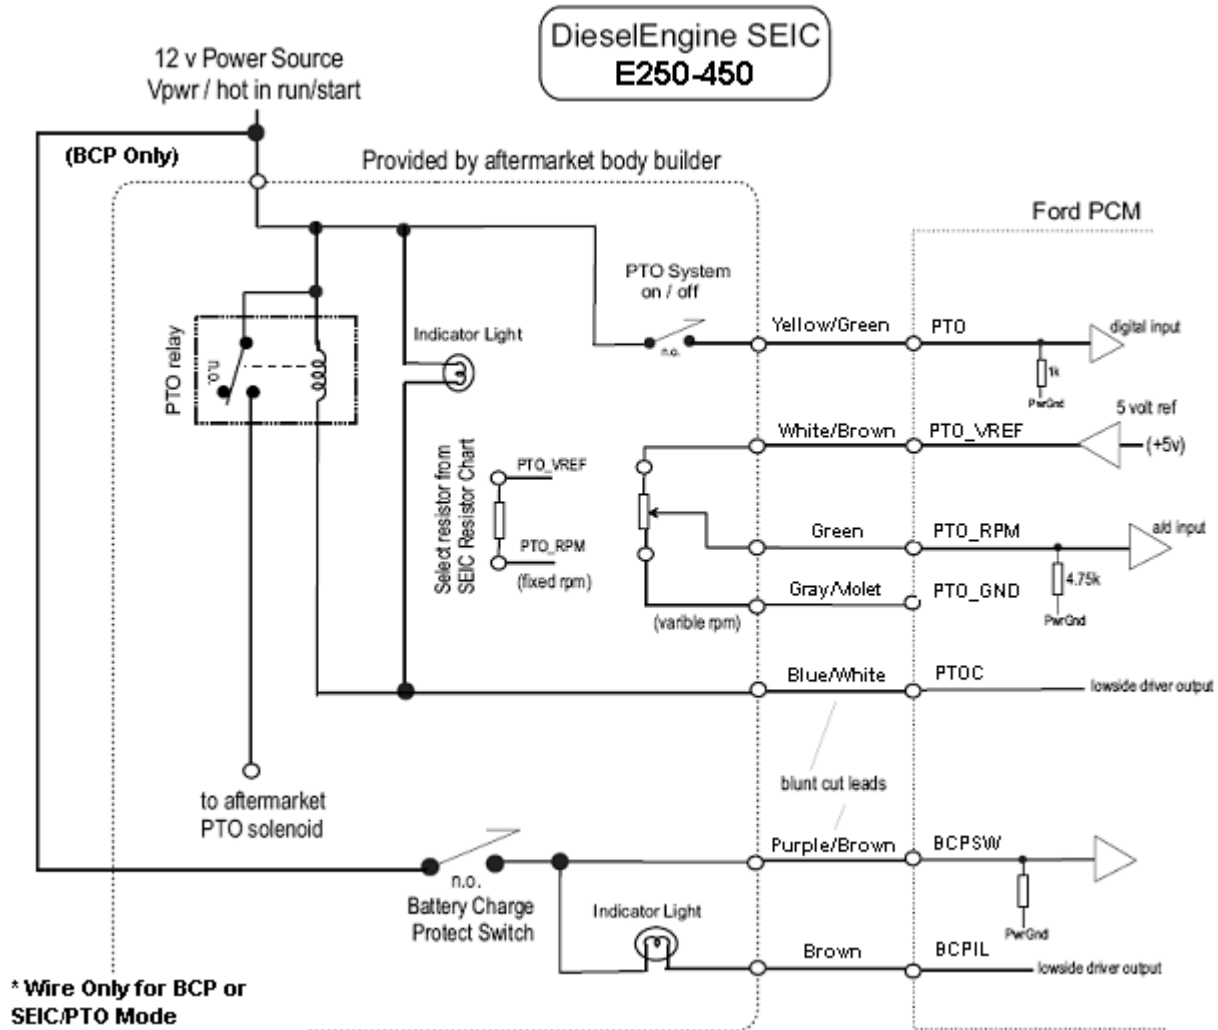 DieselEngine SEIC
E250-450
12 v Power Source
Vpwr / hot in run/start
(BCP Only)
Provided by aftermarket body builder
Ford PCM
PTO System
on / off
n.o.
Yellow/Green
PTO
digital input
1k
PwrGnd
Indicator Light
PTO relay
n.o.
5 volt ref
(+5v)
White/Brown
PTO_VREF
Select resistor from
SEIC Resistor Chart
PTO_VREF
PTO_RPM
(fixed rpm)
Green
PTO_RPM
a/d input
4.75k
PwrGnd
Gray/Violet
PTO_GND
(varible rpm)
Blue/White
PTOC
lowside driver output
blunt cut leads
to aftermarket
PTO solenoid
Purple/Brown
BCPSW
PwrGnd
n.o.
Battery Charge
Protect Switch
Indicator Light
Brown
BCPIL
lowside driver output
* Wire Only for BCP or
SEIC/PTO Mode